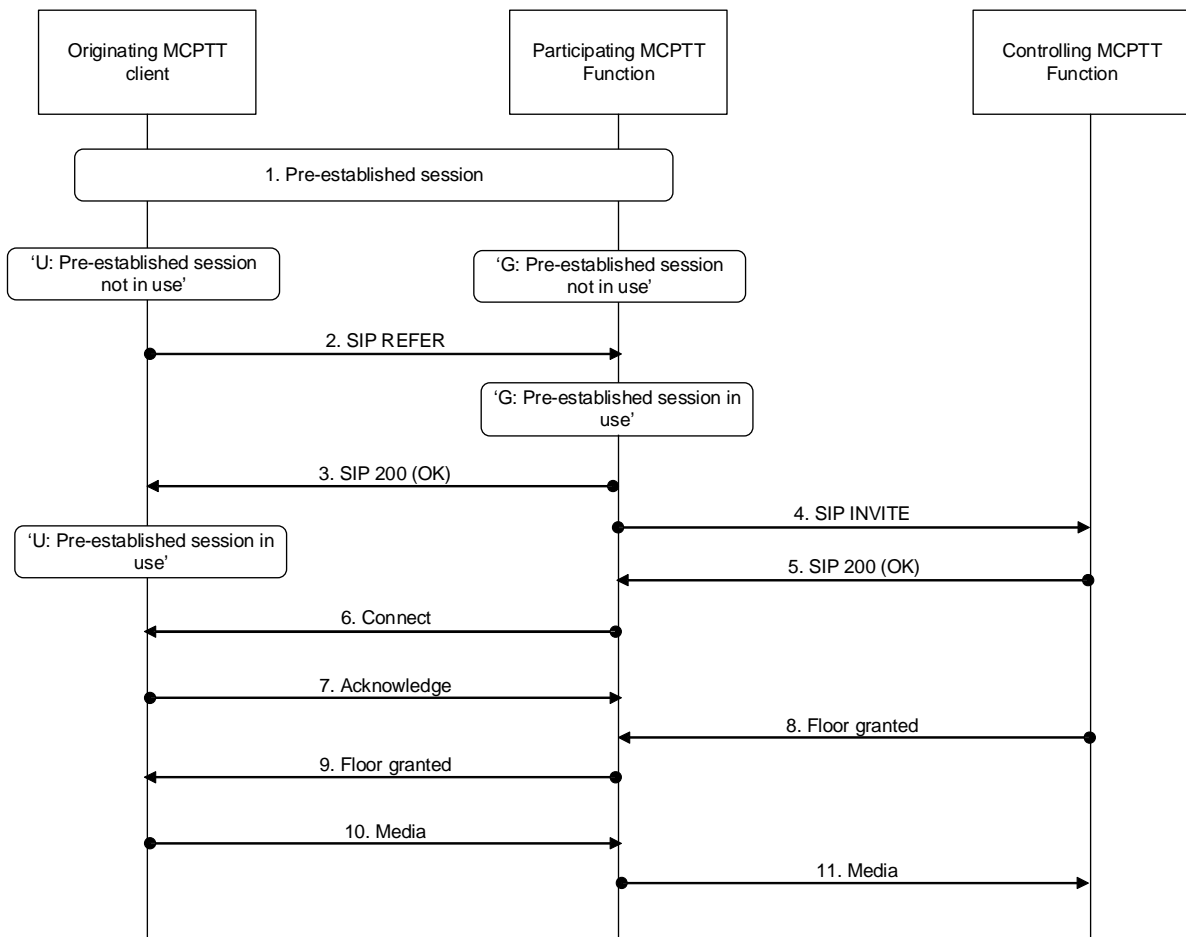 Originating MCPTT
client
Participating MCPTT
Function
Controlling MCPTT
Function
1. Pre-established session
‘U: Pre-established session
not in use’
‘G: Pre-established session
not in use’
2. SIP REFER
‘G: Pre-established session in
use’
3. SIP 200 (OK)
4. SIP INVITE
‘U: Pre-established session in
use’
5. SIP 200 (OK)
6. Connect
7. Acknowledge
8. Floor granted
9. Floor granted
10. Media
11. Media